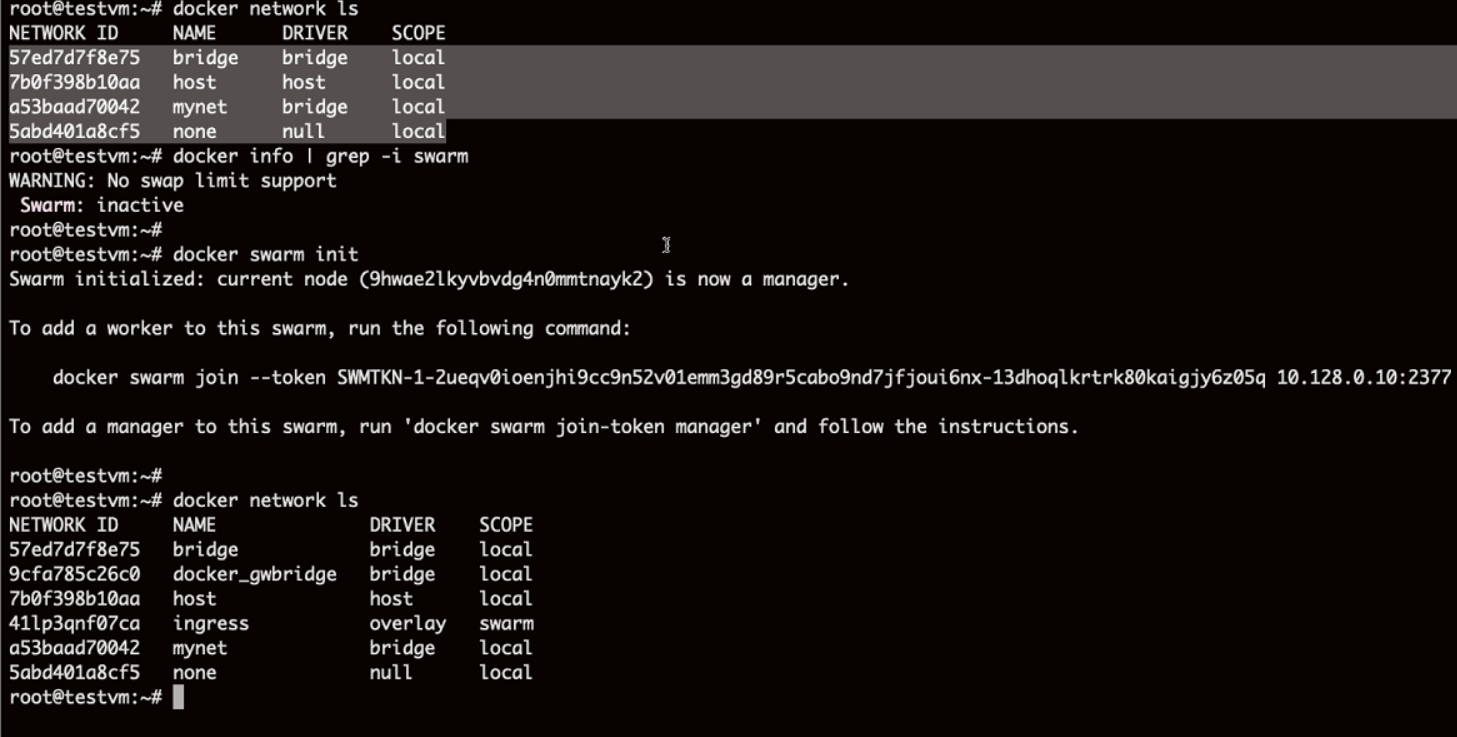 root@testvm:~# docker network ls
NETWORK ID NAME DRIVER SCOPE
57ed7d7f8e75 bridge bridge local
7b0f398b10aa host host local
a53baad70042 mynet bridge local
5abd401a8cf5 none null local
root@testvm:~# docker info | grep -i swarm
WARNING: No swap limit support
Swarm: inactive
root@testvm:~#
root@testvm:~# docker swarm init
Swarm initialized: current node (9hwae2lkyvbvdg4n0mmtnayk2) is now a manager.
To add a worker to this swarm, run the following command:
docker swarm join --token SWMTKN-1-2ueqv0ioenjhi9cc9n52v01emm3gd89r5cabo9nd7jfjoui6nx-13dhoqlkrtrk80kaigjy6z05q 10.128.0.10:2377
To add a manager to this swarm, run 'docker swarm join-token manager' and follow the instructions.
root@testvm:~#
root@testvm:~# docker network ls
NETWORK ID NAME DRIVER SCOPE
57ed7d7f8e75 bridge bridge local
9cfa785c26c0 docker_gwbridge bridge local
7b0f398b10aa host host local
41lp3qnf07ca ingress overlay swarm
a53baad70042 mynet bridge local
5abd401a8cf5 none null local
root@testvm:~#